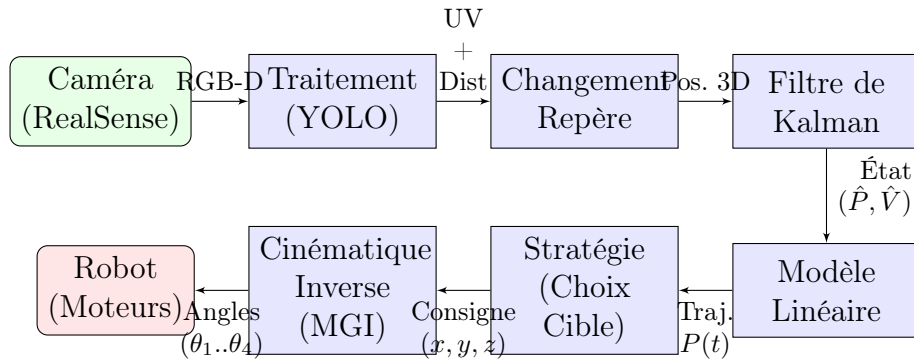 Caméra
(RealSense)
RGB-D
Traitement
(YOLO)
UV
+
Dist
Changement
Repère
Pos. 3D
Filtre de
Kalman
État
(P̂, V̂)
Modèle
Linéaire
Traj.
P(t)
Stratégie
(Choix
Cible)
Consigne
(x, y, z)
Cinématique
Inverse
(MGI)
Angles
(θ₁..θ₄)
Robot
(Moteurs)